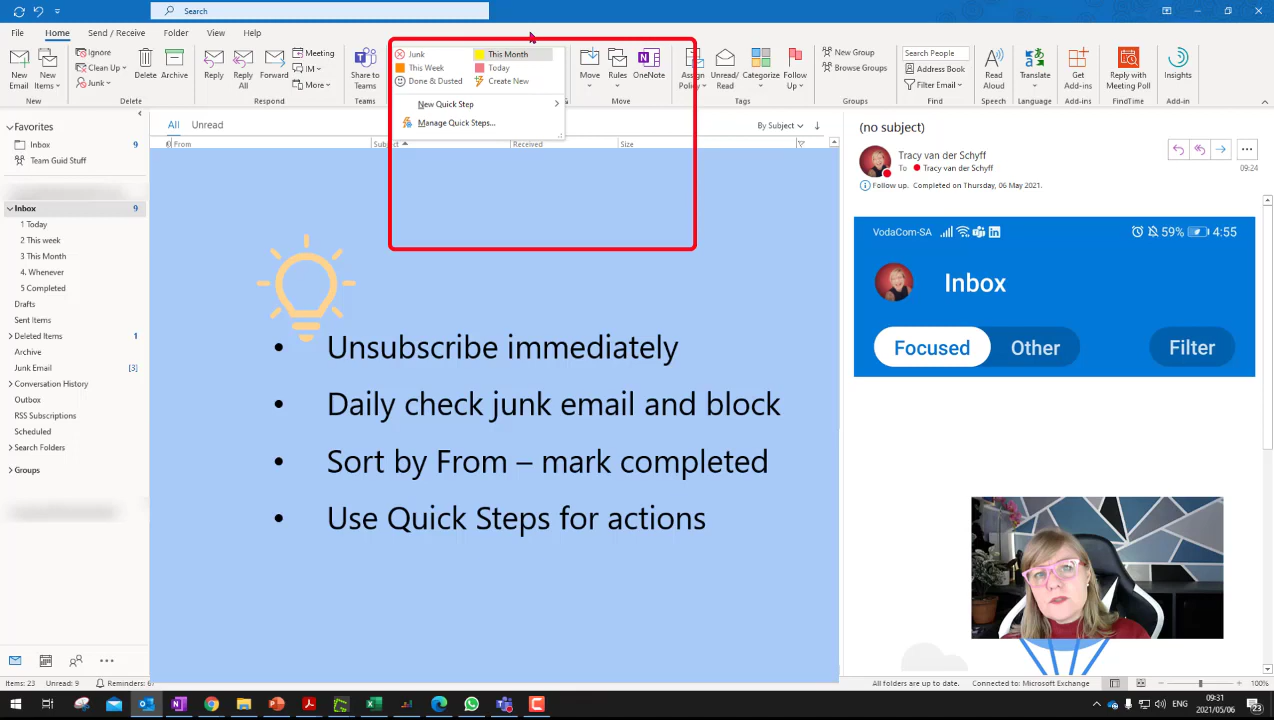 Search
File Home Send / Receive Folder View Help
New Email
New Items
New
Ignore
Clean Up
Junk
Delete
Archive
Delete
Reply
Reply All
Forward
Meeting
IM
More
Respond
Share to Teams
Teams
Junk This Month
This Week Today
Done & Dusted Create New
New Quick Step
Manage Quick Steps...
Move
Rules
OneNote
Move
Assign Policy
Unread/ Read
Categorize
Follow Up
Tags
New Group
Browse Groups
Groups
Search People
Address Book
Filter Email
Find
Read Aloud
Speech
Translate
Language
Get Add-ins
Add-ins
Reply with Meeting Poll
FindTime
Insights
Add-in
Favorites
Inbox 9
Team Guid Stuff
Inbox 9
1 Today
2 This week
3 This Month
4. Whenever
5 Completed
Drafts
Sent Items
Deleted Items 1
Archive
Junk Email [3]
Conversation History
Outbox
RSS Subscriptions
Scheduled
Search Folders
Groups
All Unread By Subject
From Subject Received Size
• Unsubscribe immediately
• Daily check junk email and block
• Sort by From – mark completed
• Use Quick Steps for actions
(no subject)
Tracy van der Schyff
To Tracy van der Schyff
09:24
Follow up. Completed on Thursday, 06 May 2021.
VodaCom-SA 59% 4:55
Inbox
Focused Other Filter
Items: 23 Unread: 9 All folders are up to date. Connected to: Microsoft Exchange 100%
09:31
2021/05/06
23